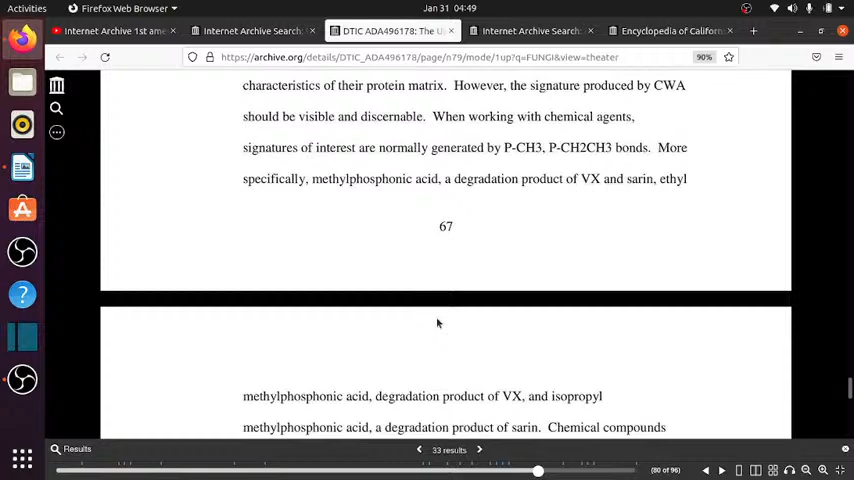 Activities
Firefox Web Browser
Jan 31 04:49
Internet Archive 1st ame
Internet Archive Search: 
DTIC_ADA496178: The U
Internet Archive Search:
Encyclopedia of Californ
https://archive.org/details/DTIC_ADA496178/page/n79/mode/1up?q=FUNGI&view=theater
90%
characteristics of their protein matrix. However, the signature produced by CWA
should be visible and discernable. When working with chemical agents,
signatures of interest are normally generated by P-CH3, P-CH2CH3 bonds. More
specifically, methylphosphonic acid, a degradation product of VX and sarin, ethyl
67
methylphosphonic acid, degradation product of VX, and isopropyl
methylphosphonic acid, a degradation product of sarin. Chemical compounds
Results
33 results
(80 of 96)